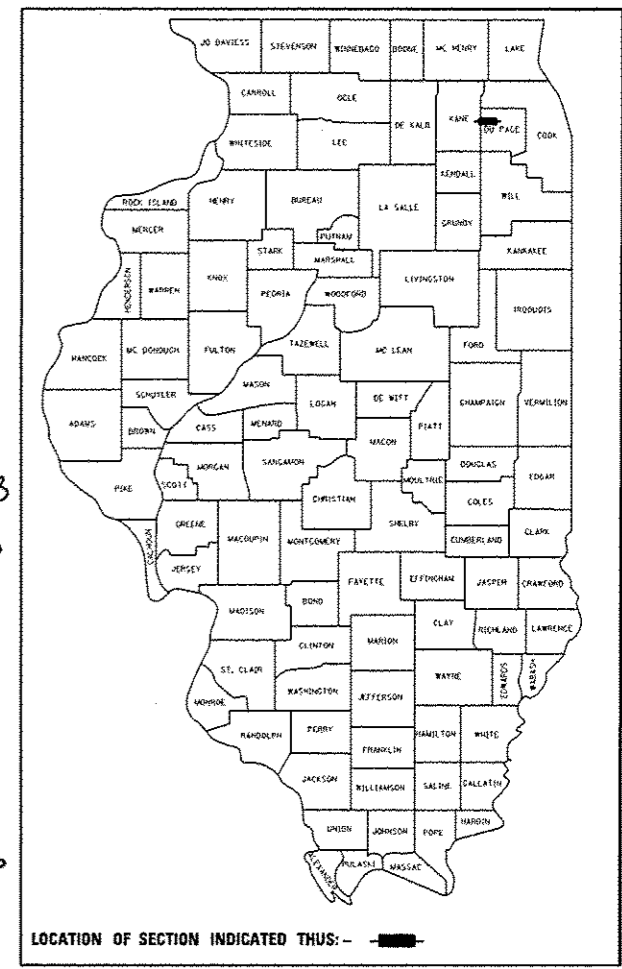 JO DAVIESS STEPHENSON WINNEBAGO BOONE MC HENRY LAKE
CARROLL OGLE
DE KALB KANE DU PAGE COOK
WHITESIDE LEE
KENDALL
ROCK ISLAND HENRY BUREAU LA SALLE WILL
MERCER PUTNAM GRUNDY
STARK MARSHALL KANKAKEE
HENDERSON WARREN KNOX PEORIA WOODFORD LIVINGSTON
IROQUOIS
HANCOCK MC DONOUGH FULTON TAZEWELL MC LEAN FORD
MASON
SCHUYLER LOGAN DE WITT CHAMPAIGN VERMILION
ADAMS BROWN CASS MENARD PIATT
MACON
MORGAN SANGAMON DOUGLAS
PIKE SCOTT MOULTRIE EDGAR
CHRISTIAN COLES
GREENE MACOUPIN MONTGOMERY SHELBY
CALHOUN CUMBERLAND CLARK
JERSEY FAYETTE EFFINGHAM JASPER CRAWFORD
MADISON BOND
CLAY RICHLAND LAWRENCE
CLINTON MARION
ST. CLAIR WAYNE EDWARDS WABASH
WASHINGTON JEFFERSON
MONROE
RANDOLPH PERRY HAMILTON WHITE
FRANKLIN
JACKSON WILLIAMSON SALINE GALLATIN
HARDIN
UNION JOHNSON POPE
ALEXANDER PULASKI MASSAC
LOCATION OF SECTION INDICATED THUS: -